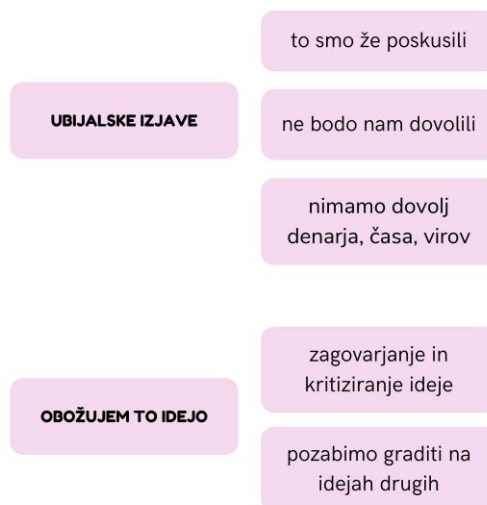 to smo že poskusili
UBIJALSKE IZJAVE
ne bodo nam dovolili
nimamo dovolj
denarja, časa, virov
zagovarjanje in
kritiziranje ideje
OBOŽUJEM TO IDEJO
pozabimo graditi na
idejah drugih